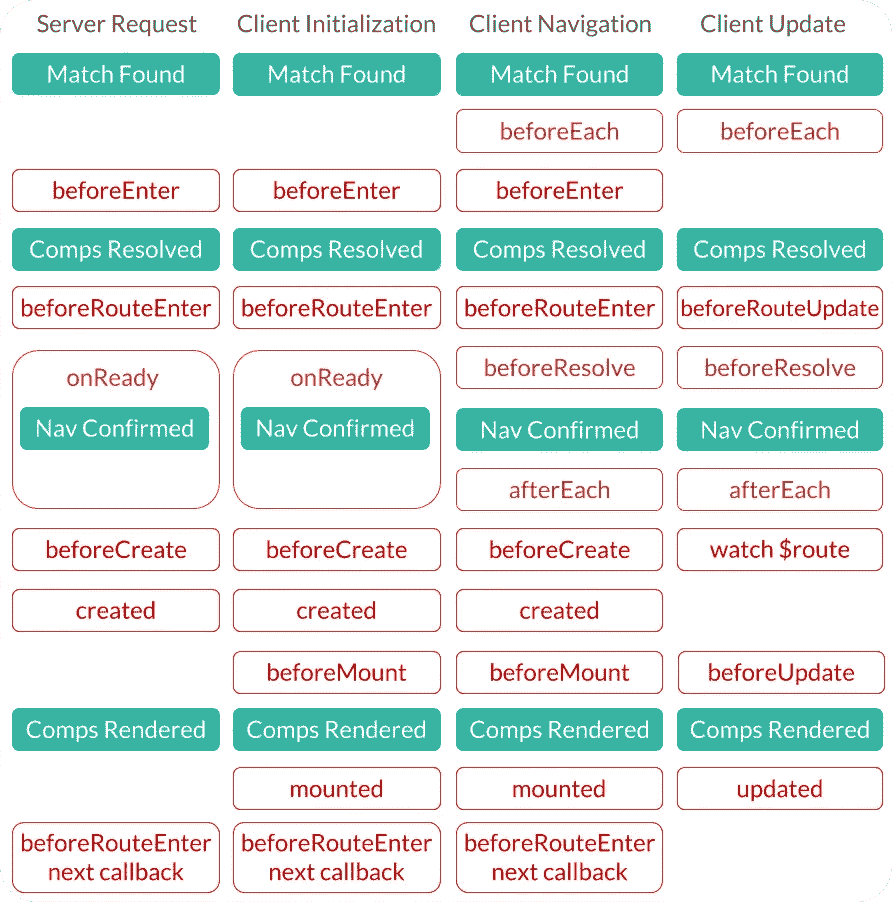 Server Request Client Initialization Client Navigation Client Update
Match Found Match Found Match Found Match Found
beforeEach beforeEach
beforeEnter beforeEnter beforeEnter
Comps Resolved Comps Resolved Comps Resolved Comps Resolved
beforeRouteEnter beforeRouteEnter beforeRouteEnter beforeRouteUpdate
onReady onReady beforeResolve beforeResolve
Nav Confirmed Nav Confirmed Nav Confirmed Nav Confirmed
afterEach afterEach
beforeCreate beforeCreate beforeCreate watch $route
created created created
beforeMount beforeMount beforeUpdate
Comps Rendered Comps Rendered Comps Rendered Comps Rendered
mounted mounted updated
beforeRouteEnter beforeRouteEnter beforeRouteEnter
next callback next callback next callback